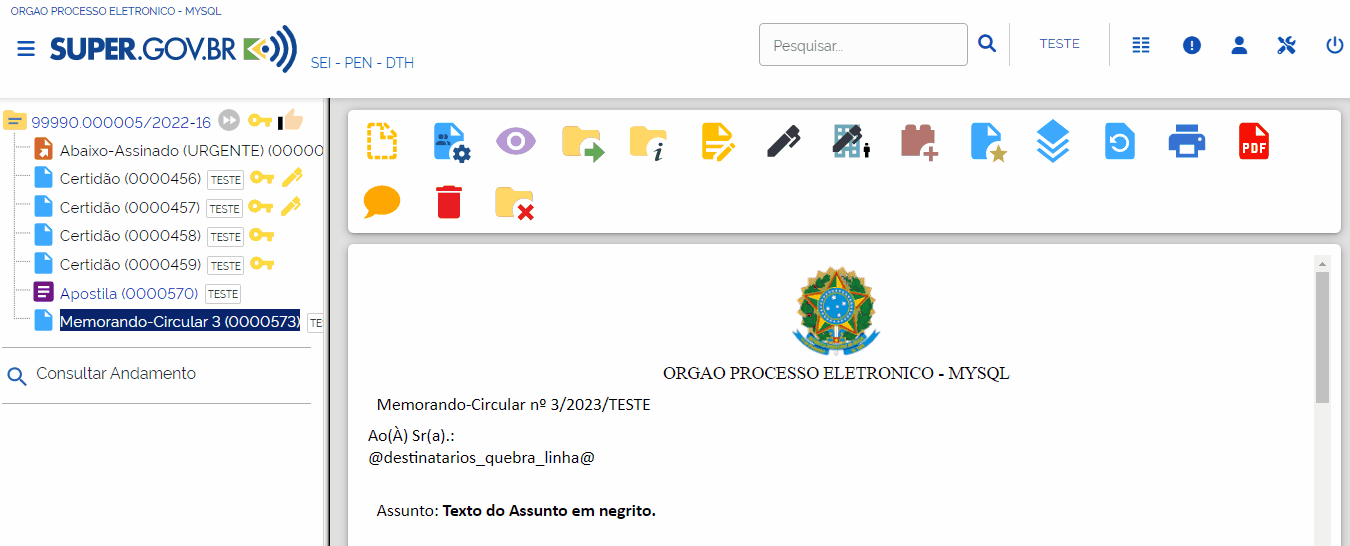 ORGAO PROCESSO ELETRONICO - MYSQL
SUPER.GOV.BR
SEI - PEN - DTH
Pesquisar...
TESTE
99990.000005/2022-16
Abaixo-Assinado (URGENTE) (00000
Certidão (0000456) TESTE
Certidão (0000457) TESTE
Certidão (0000458) TESTE
Certidão (0000459) TESTE
Apostila (0000570) TESTE
Memorando-Circular 3 (0000573) TE
Consultar Andamento
PDF
ORGAO PROCESSO ELETRONICO - MYSQL
Memorando-Circular nº 3/2023/TESTE
Ao(À) Sr(a).:
@destinatarios_quebra_linha@
Assunto: Texto do Assunto em negrito.